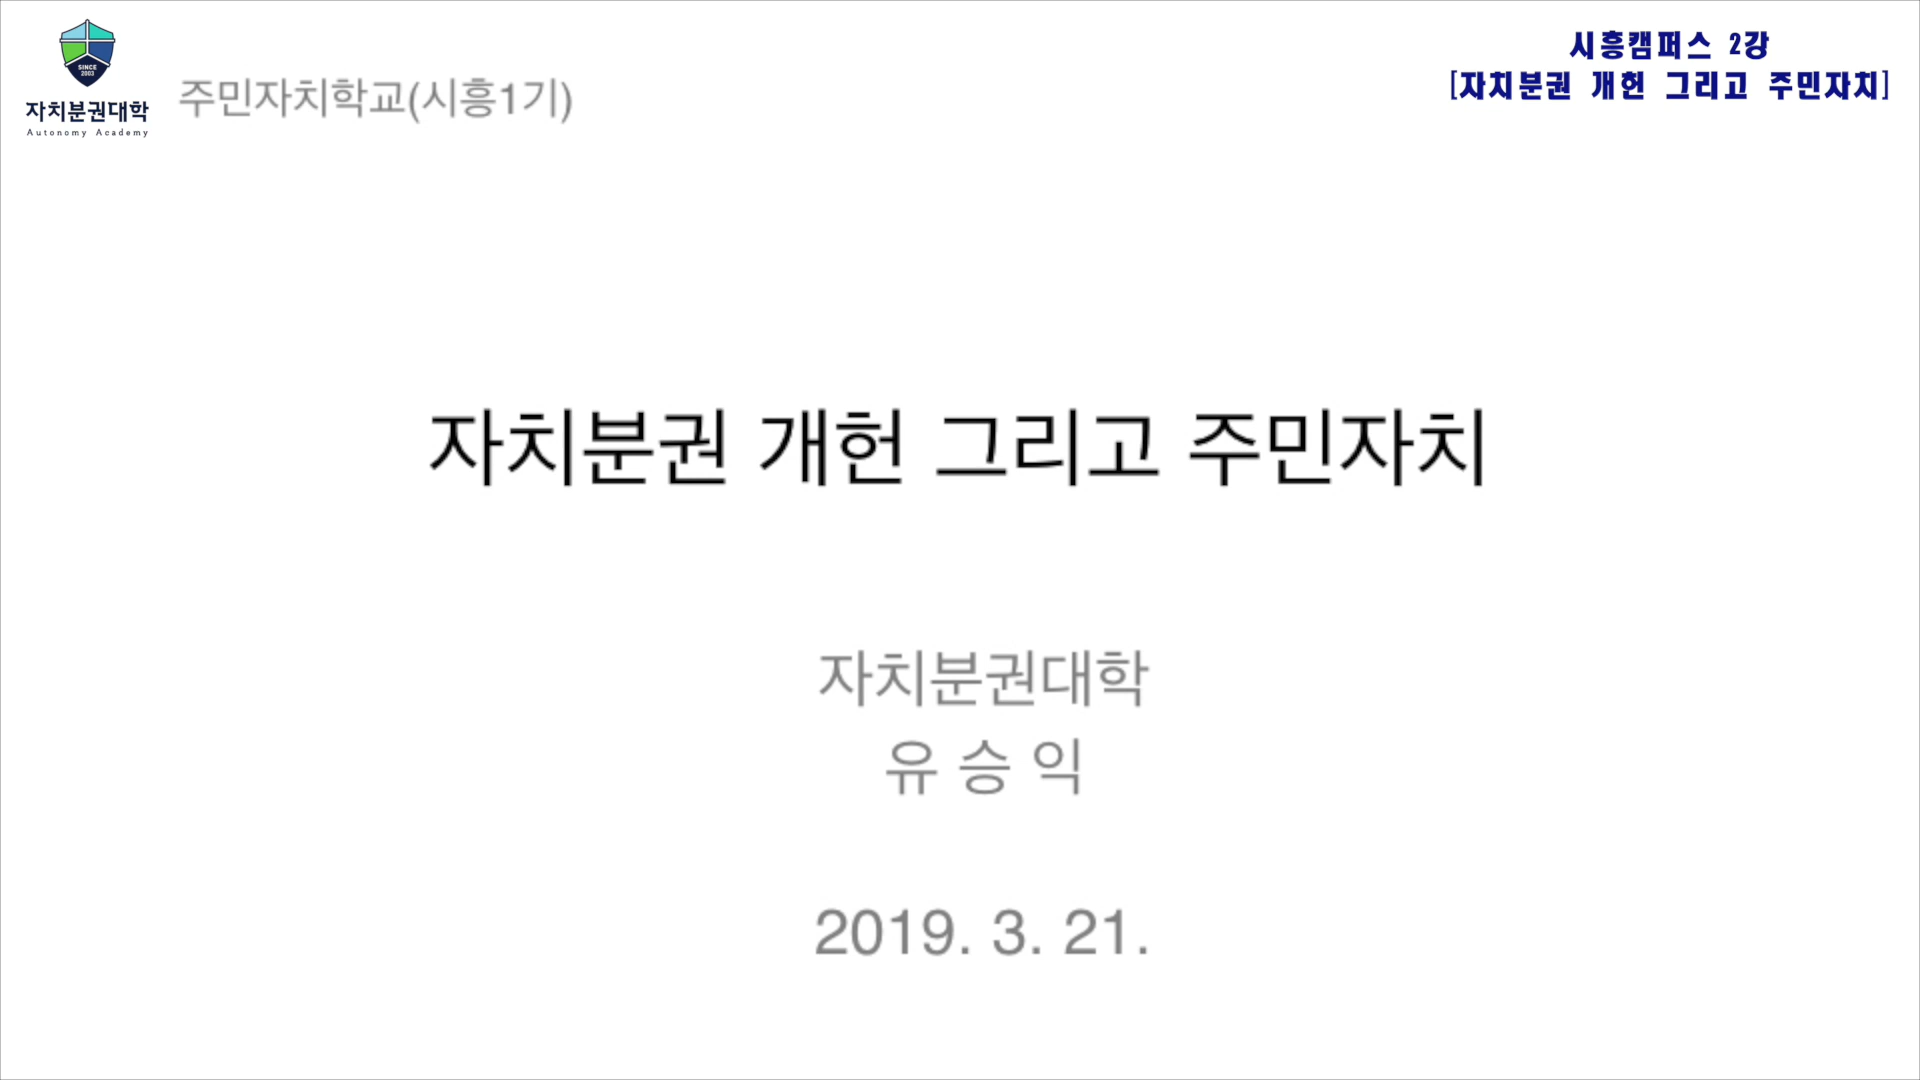 SINCE
2003
자치분권대학
Autonomy Academy
주민자치학교(시흥1기)
시흥캠퍼스 2강
[자치분권 개헌 그리고 주민자치]
자치분권 개헌 그리고 주민자치
자치분권대학
유 승 익
2019. 3. 21.